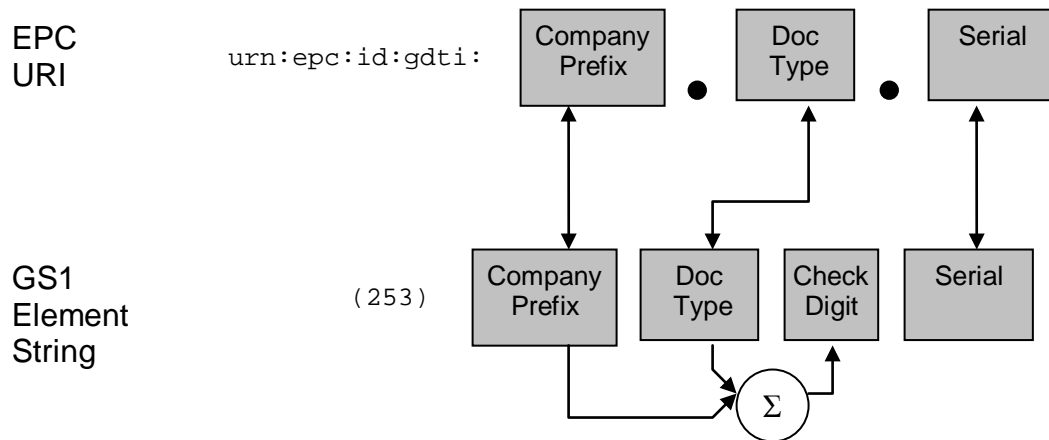 EPC
URI
urn:epc:id:gdti:
Company
Prefix
Doc
Type
Serial
GS1
Element
String
(253)
Company
Prefix
Doc
Type
Check
Digit
Serial
Σ